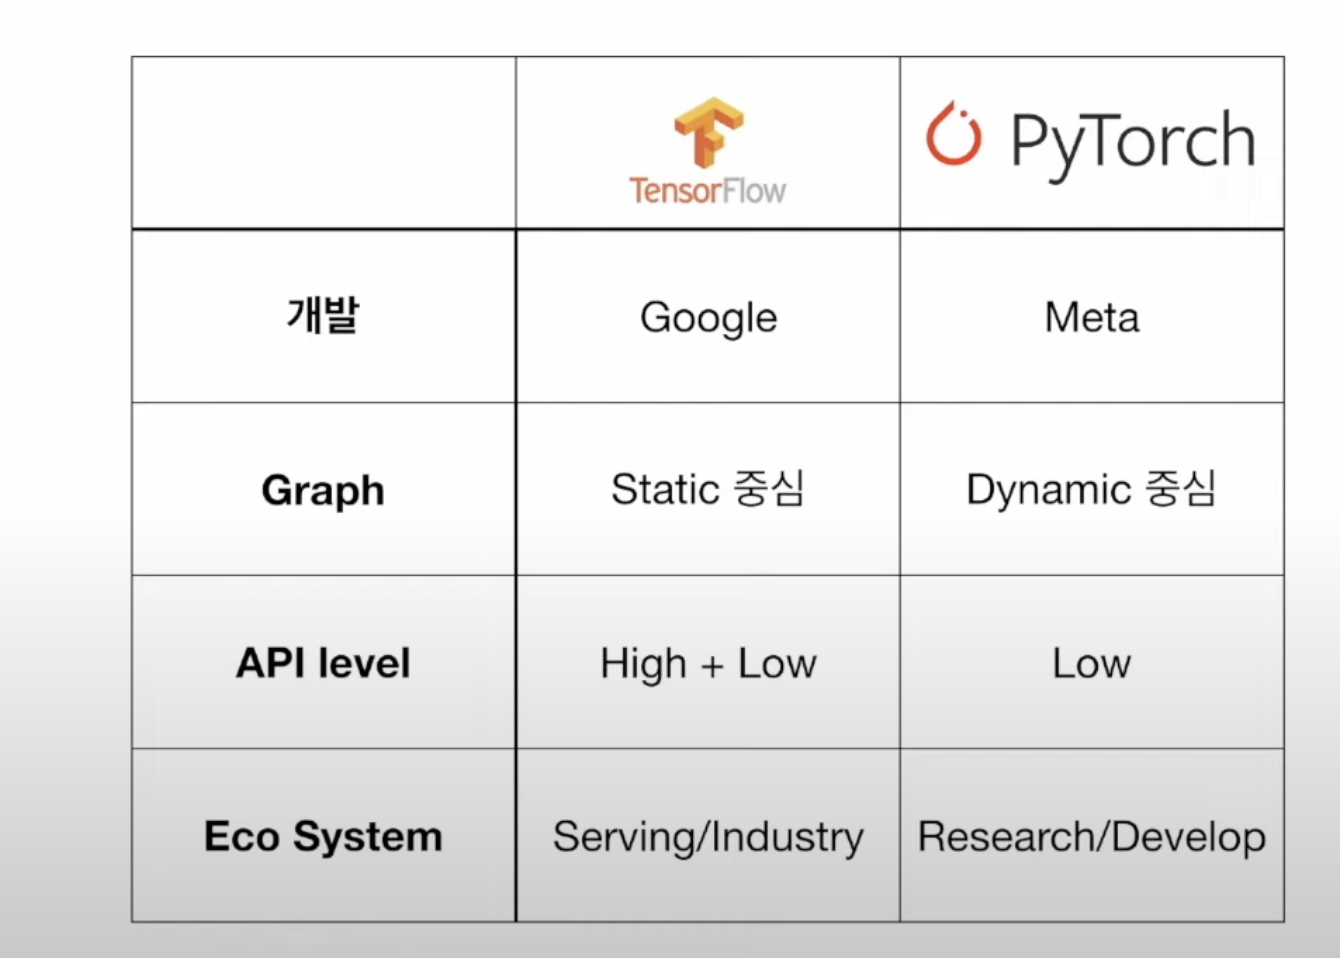 TensorFlow
PyTorch
개발
Google
Meta
Graph
Static 중심
Dynamic 중심
API level
High + Low
Low
Eco System
Serving/Industry
Research/Develop